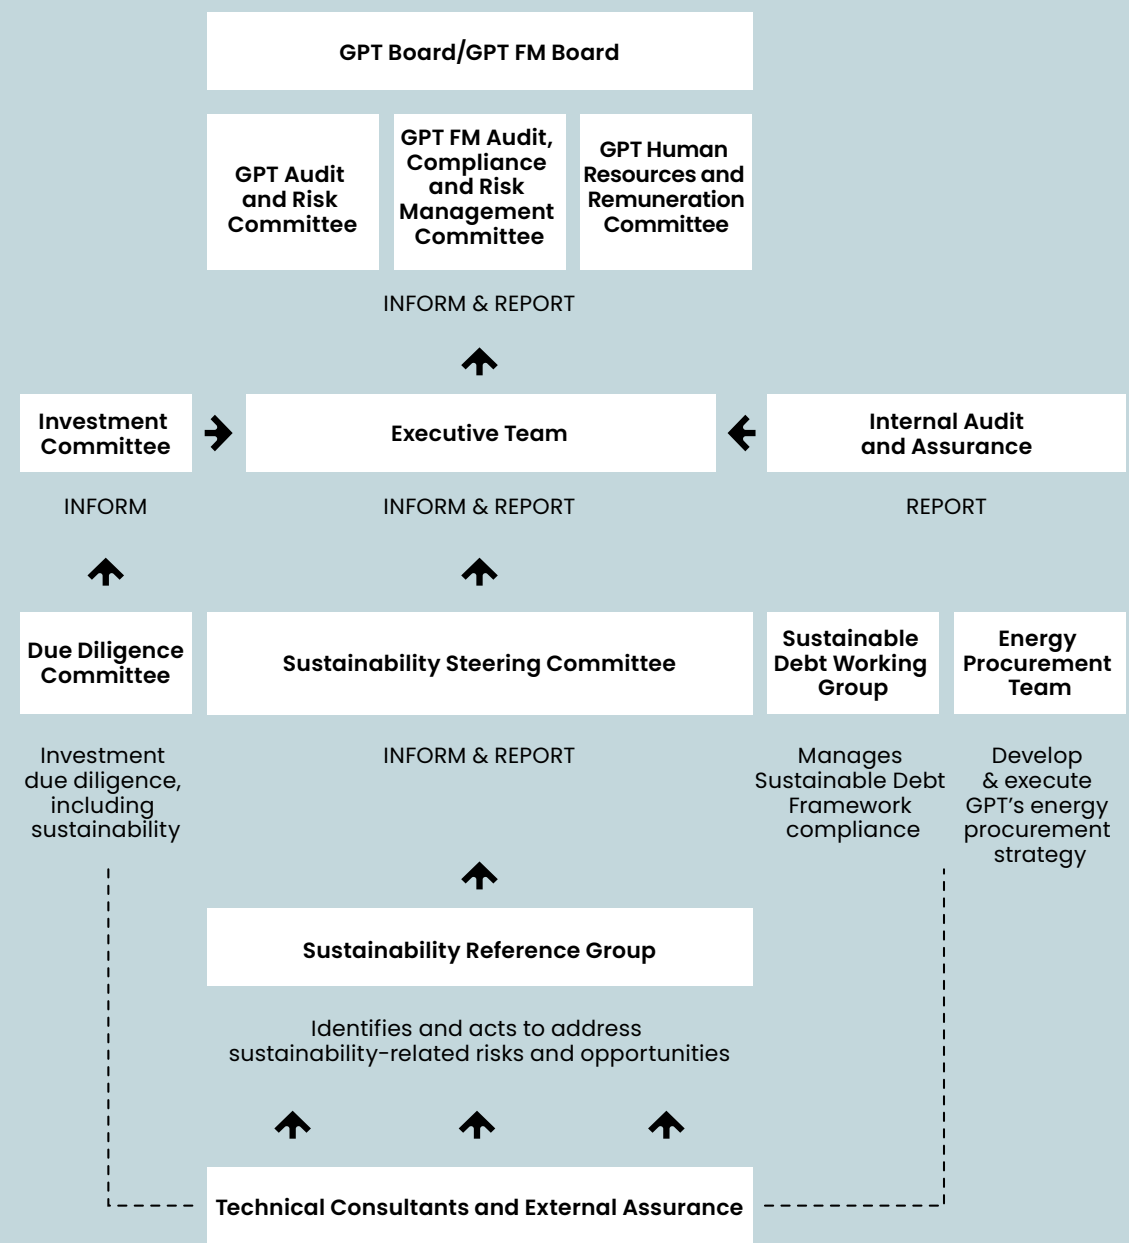 GPT Board/GPT FM Board
GPT Audit
and Risk
Committee
GPT FM Audit,
Compliance
and Risk
Management
Committee
GPT Human
Resources and
Remuneration
Committee
INFORM & REPORT
Investment
Committee
Executive Team
Internal Audit
and Assurance
INFORM
INFORM & REPORT
REPORT
Due Diligence
Committee
Sustainability Steering Committee
Sustainable
Debt Working
Group
Energy
Procurement
Team
Investment
due diligence,
including
sustainability
INFORM & REPORT
Manages
Sustainable Debt
Framework
compliance
Develop
& execute
GPT’s energy
procurement
strategy
Sustainability Reference Group
Identifies and acts to address
sustainability-related risks and opportunities
Technical Consultants and External Assurance